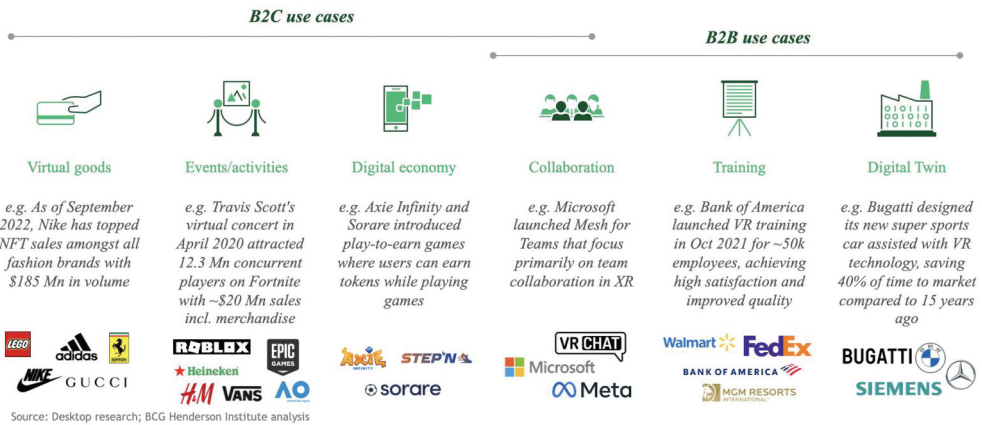 B2C use cases
B2B use cases
Virtual goods
Events/activities
Digital economy
Collaboration
Training
Digital Twin
e.g. As of September
2022, Nike has topped
NFT sales amongst all
fashion brands with
$185 Mn in volume
e.g. Travis Scott's
virtual concert in
April 2020 attracted
12.3 Mn concurrent
players on Fortnite
with ~$20 Mn sales
incl. merchandise
e.g. Axie Infinity and
Sorare introduced
play-to-earn games
where users can earn
tokens while playing
games
e.g. Microsoft
launched Mesh for
Teams that focus
primarily on team
collaboration in XR
e.g. Bank of America
launched VR training
in Oct 2021 for ~50k
employees, achieving
high satisfaction and
improved quality
e.g. Bugatti designed
its new super sports
car assisted with VR
technology, saving
40% of time to market
compared to 15 years
ago
LEGO
adidas
Ferrari
NIKE
GUCCI
ROBLOX
EPIC
GAMES
Heineken
H&M
VANS
AO
AXIE
INFINITY
STEP'N
sorare
VR CHAT
Microsoft
Meta
Walmart
FedEx
BANK OF AMERICA
MGM RESORTS
INTERNATIONAL
BUGATTI
BMW
SIEMENS
010111
010110
Source: Desktop research; BCG Henderson Institute analysis